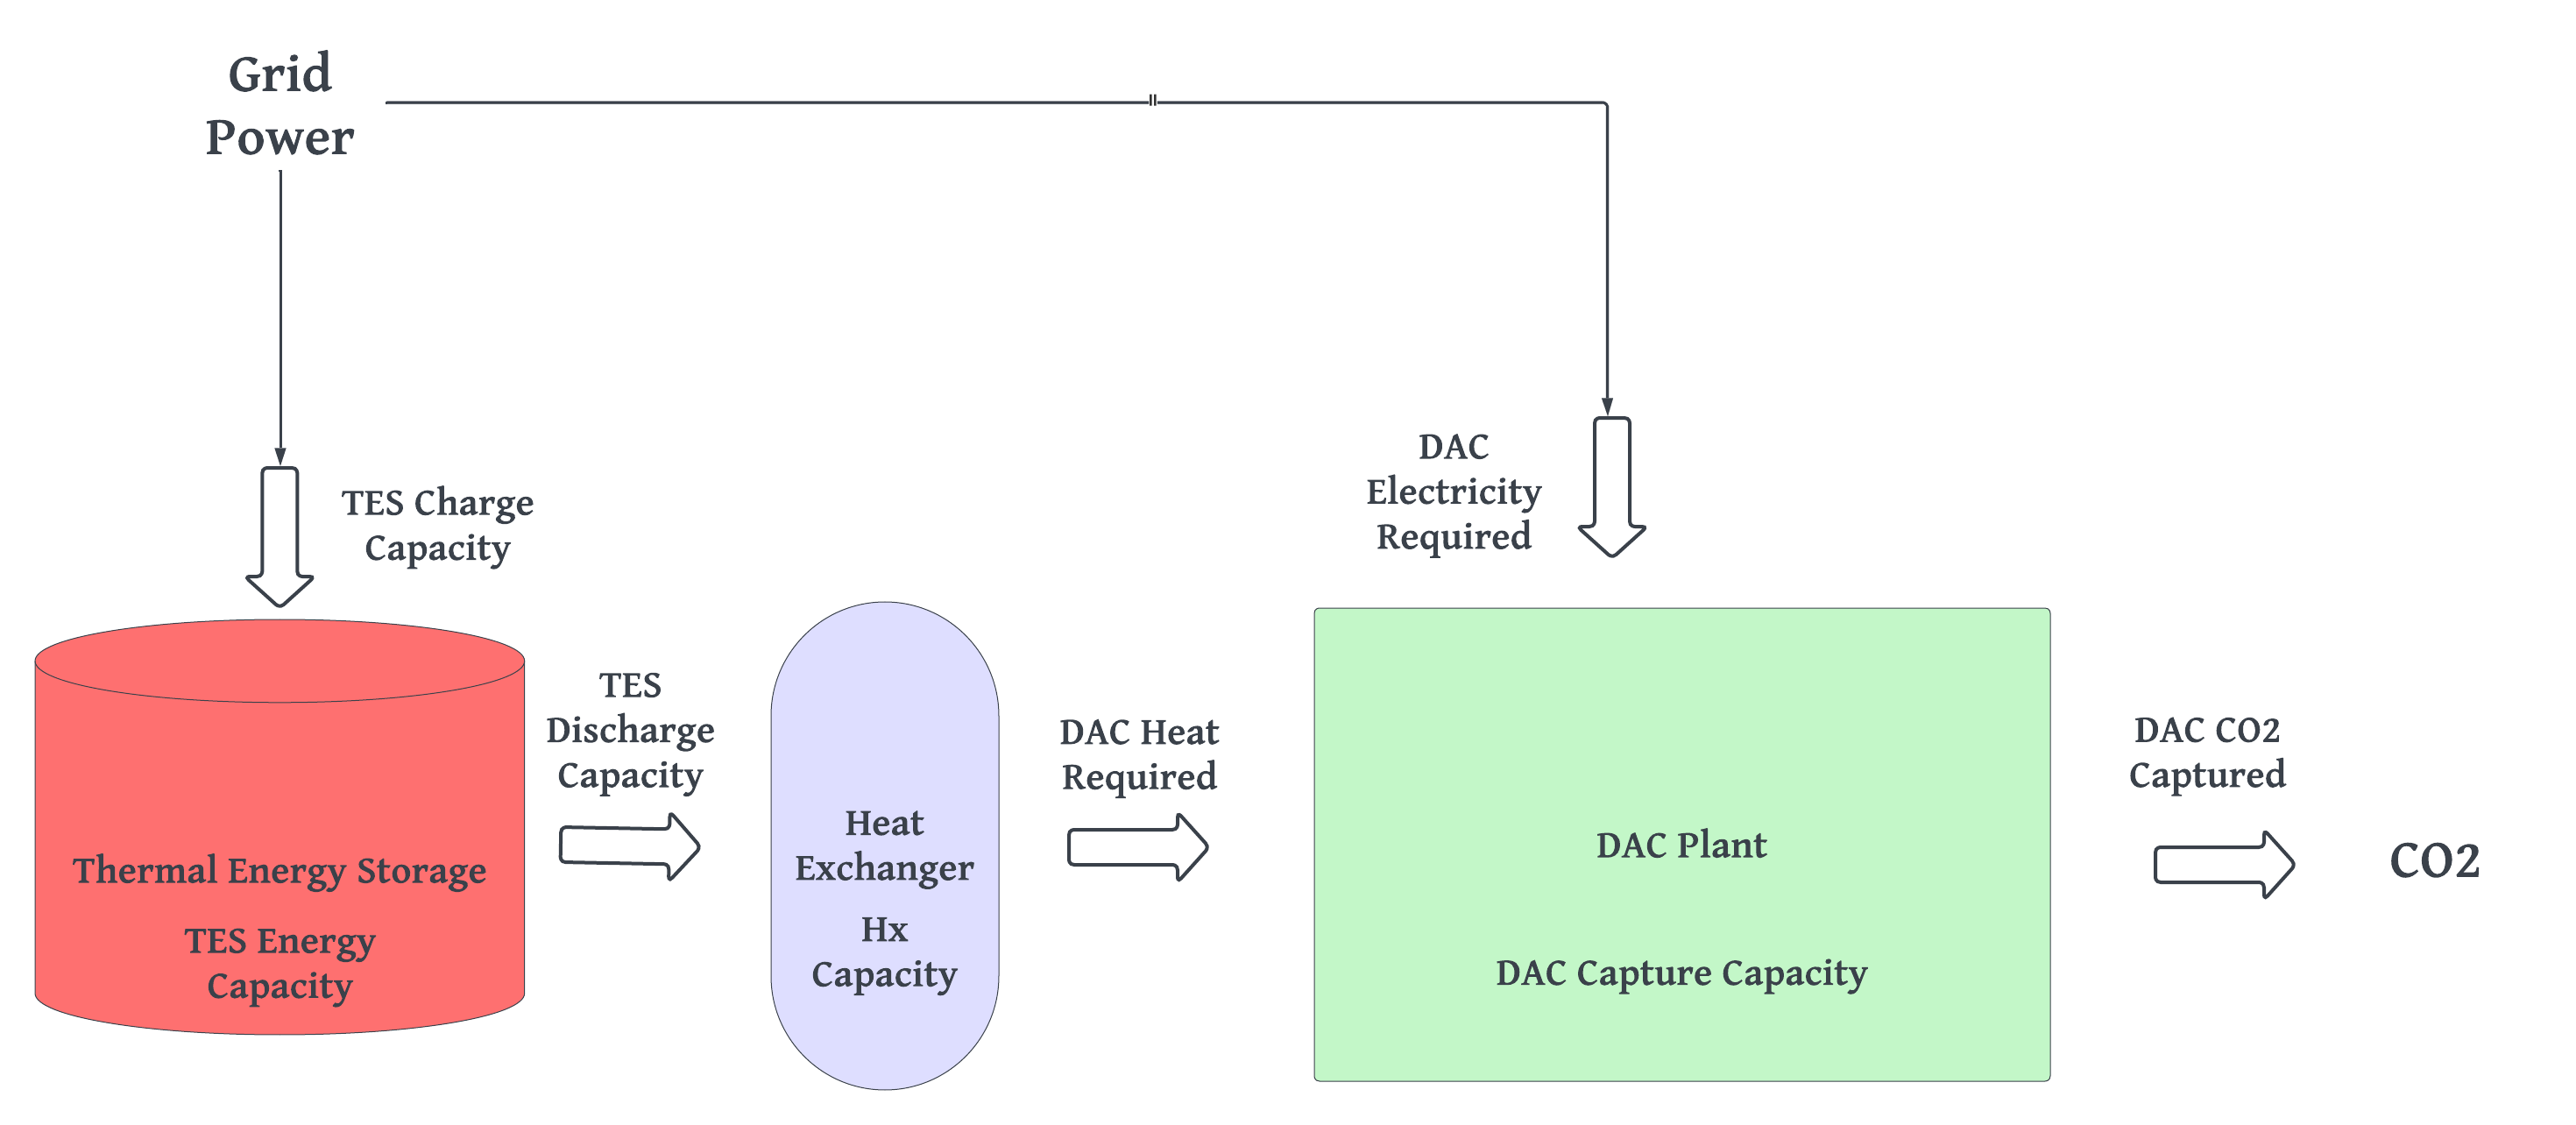 Grid
Power
TES Charge
Capacity
DAC
Electricity
Required
Thermal Energy Storage
TES Energy
Capacity
TES
Discharge
Capacity
Heat
Exchanger
Hx
Capacity
DAC Heat
Required
DAC Plant
DAC Capture Capacity
DAC CO2
Captured
CO2